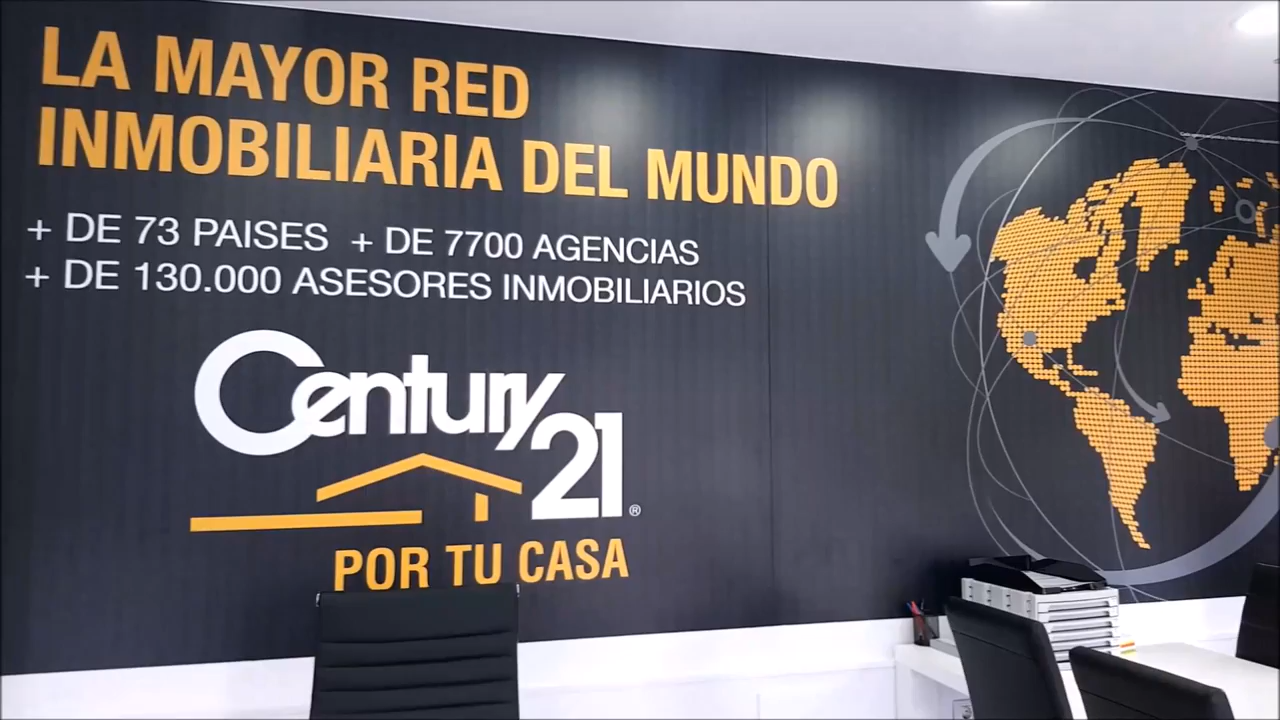 LA MAYOR RED
INMOBILIARIA DEL MUNDO
+ DE 73 PAISES + DE 7700 AGENCIAS
+ DE 130.000 ASESORES INMOBILIARIOS
Century
21®
POR TU CASA